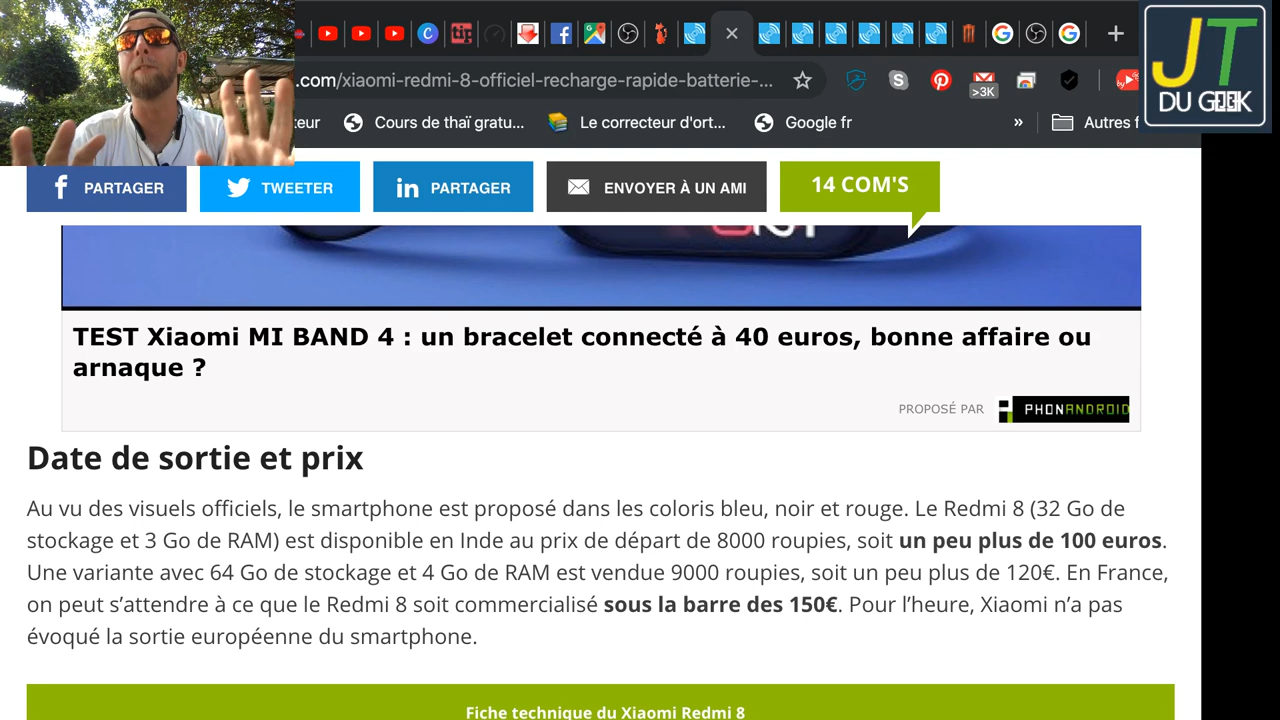 JT
DU GEEK
.com/xiaomi-redmi-8-officiel-recharge-rapide-batterie-...
>3K
teur
Cours de thaï gratu...
Le correcteur d'ort...
Google fr
»
Autres f
PARTAGER
TWEETER
PARTAGER
ENVOYER À UN AMI
14 COM'S
TEST Xiaomi MI BAND 4 : un bracelet connecté à 40 euros, bonne affaire ou
arnaque ?
PROPOSÉ PAR
PHONANDROID
Date de sortie et prix
Au vu des visuels officiels, le smartphone est proposé dans les coloris bleu, noir et rouge. Le Redmi 8 (32 Go de
stockage et 3 Go de RAM) est disponible en Inde au prix de départ de 8000 roupies, soit un peu plus de 100 euros.
Une variante avec 64 Go de stockage et 4 Go de RAM est vendue 9000 roupies, soit un peu plus de 120€. En France,
on peut s’attendre à ce que le Redmi 8 soit commercialisé sous la barre des 150€. Pour l’heure, Xiaomi n’a pas
évoqué la sortie européenne du smartphone.
Fiche technique du Xiaomi Redmi 8